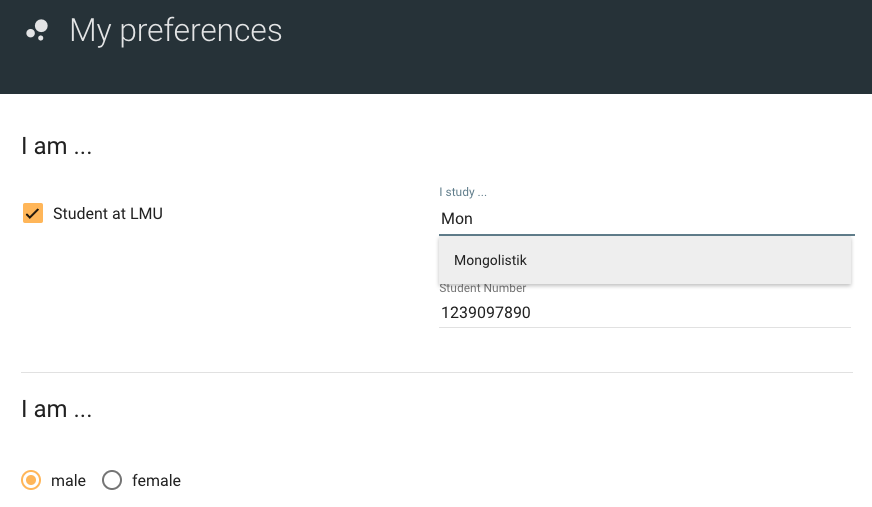 My preferences
I am ...
I study ...
Student at LMU
Mon
Mongolistik
Student Number
1239097890
I am ...
male female